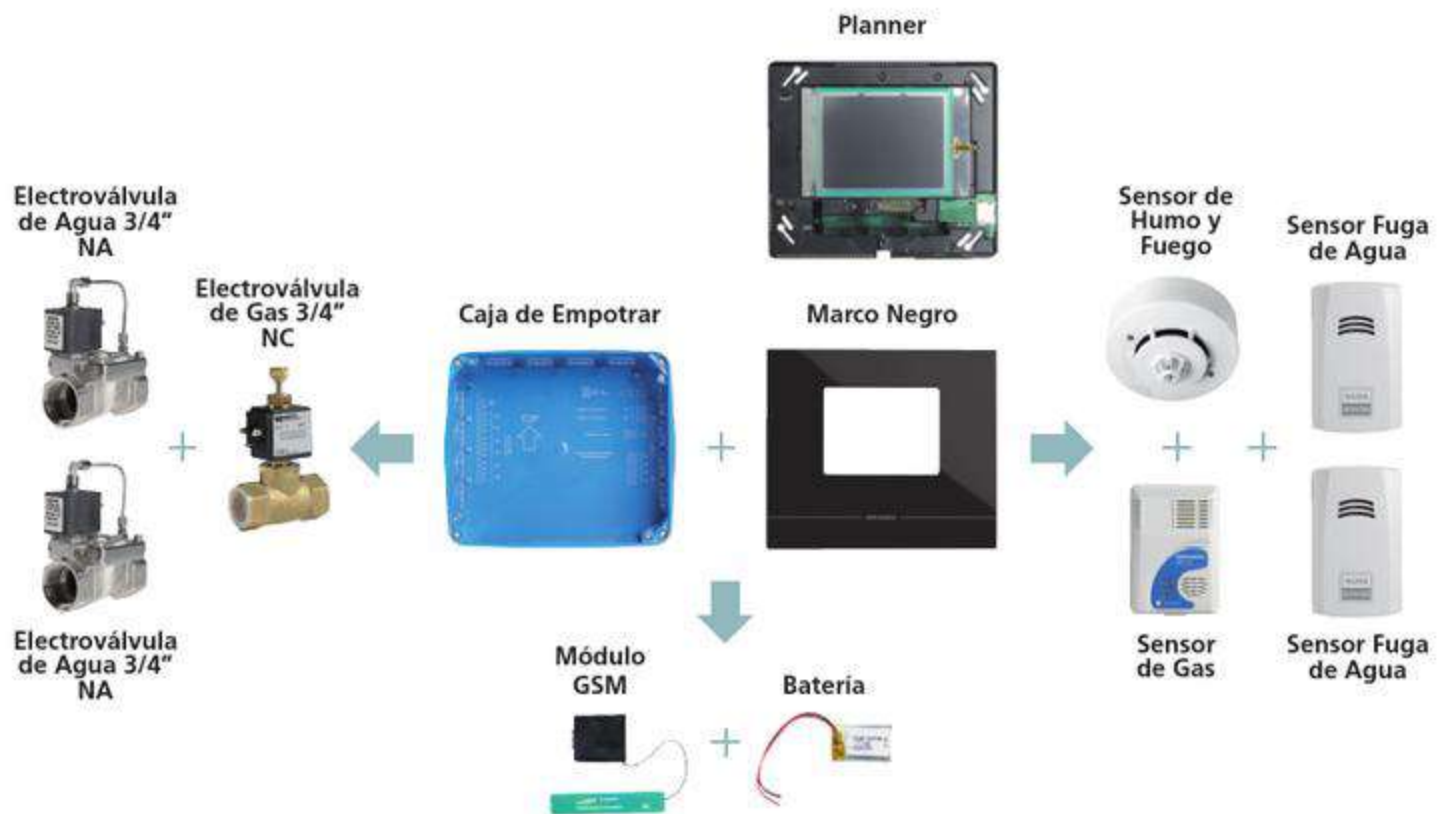 Planner
Electroválvula
de Agua 3/4”
NA
Electroválvula
de Gas 3/4”
NC
Caja de Empotrar
Marco Negro
Sensor de
Humo y
Fuego
Sensor Fuga
de Agua
Electroválvula
de Agua 3/4”
NA
Módulo
GSM
Batería
Sensor
de Gas
Sensor Fuga
de Agua